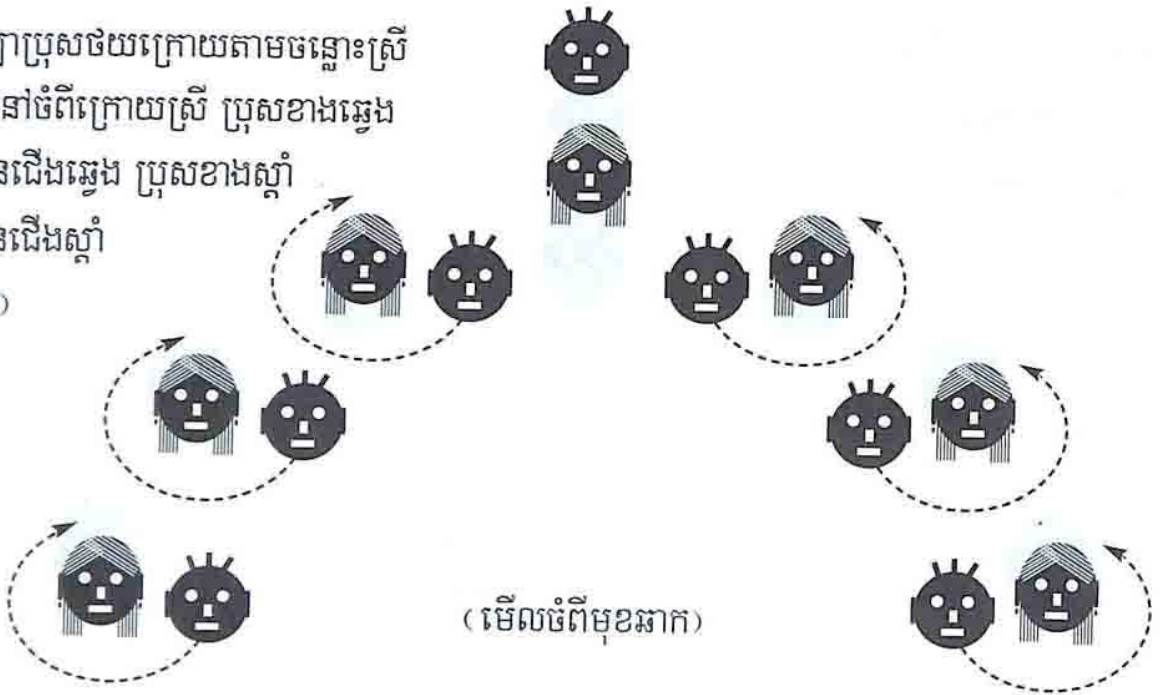 ប្រុសថយក្រោយតាមចន្លោះស្រី
នៅចំពីក្រោយស្រី ប្រុសខាងឆ្វេង
ជើងឆ្វេង ប្រុសខាងស្ដាំ
ជើងស្ដាំ
)
(មើលចំពីមុខឆាក)